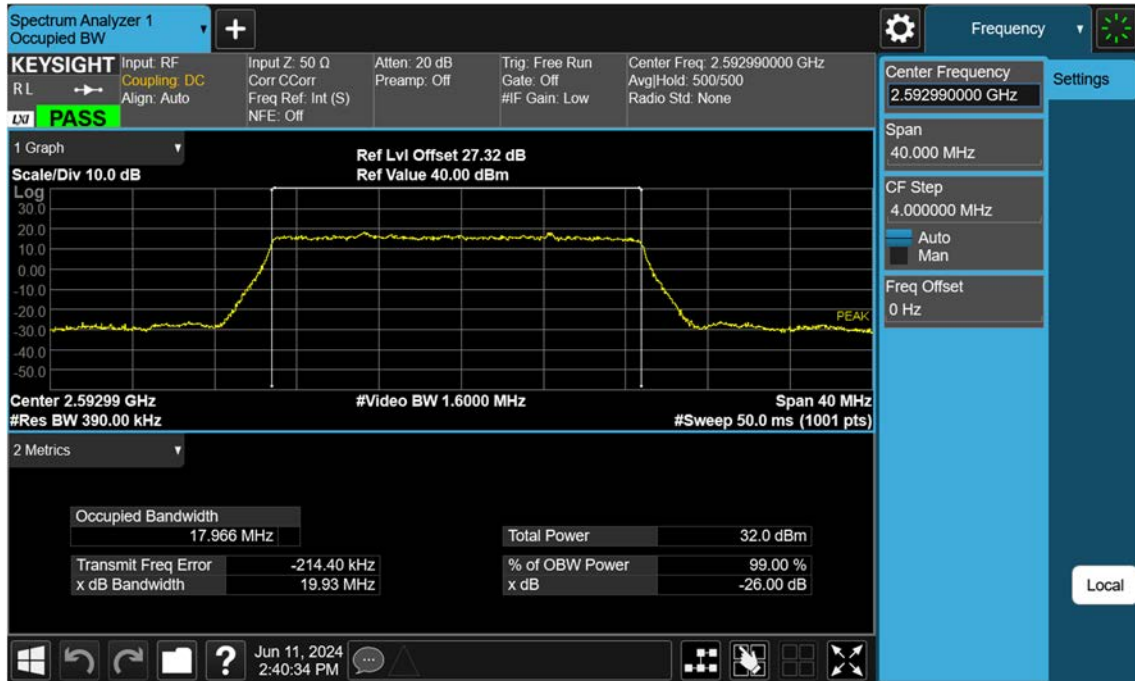 Spectrum Analyzer 1
Occupied BW
+
Frequency
KEYSIGHT
R L
LXI
PASS
Input: RF
Coupling: DC
Align: Auto
Input Z: 50 Ω
Corr CCorr
Freq Ref: Int (S)
NFE: Off
Atten: 20 dB
Preamp: Off
Trig: Free Run
Gate: Off
#IF Gain: Low
Center Freq: 2.592990000 GHz
Avg|Hold: 500/500
Radio Std: None
Center Frequency
2.592990000 GHz
Settings
Span
40.000 MHz
CF Step
4.000000 MHz
Auto
Man
Freq Offset
0 Hz
Local
1 Graph
Scale/Div 10.0 dB
Ref Lvl Offset 27.32 dB
Ref Value 40.00 dBm
Log
30.0
20.0
10.0
0.00
-10.0
-20.0
-30.0
-40.0
-50.0
PEAK
Center 2.59299 GHz
#Video BW 1.6000 MHz
Span 40 MHz
#Res BW 390.00 kHz
#Sweep 50.0 ms (1001 pts)
2 Metrics
Occupied Bandwidth
17.966 MHz
Total Power 32.0 dBm
Transmit Freq Error -214.40 kHz
% of OBW Power 99.00 %
x dB Bandwidth 19.93 MHz
x dB -26.00 dB
?
Jun 11, 2024
2:40:34 PM